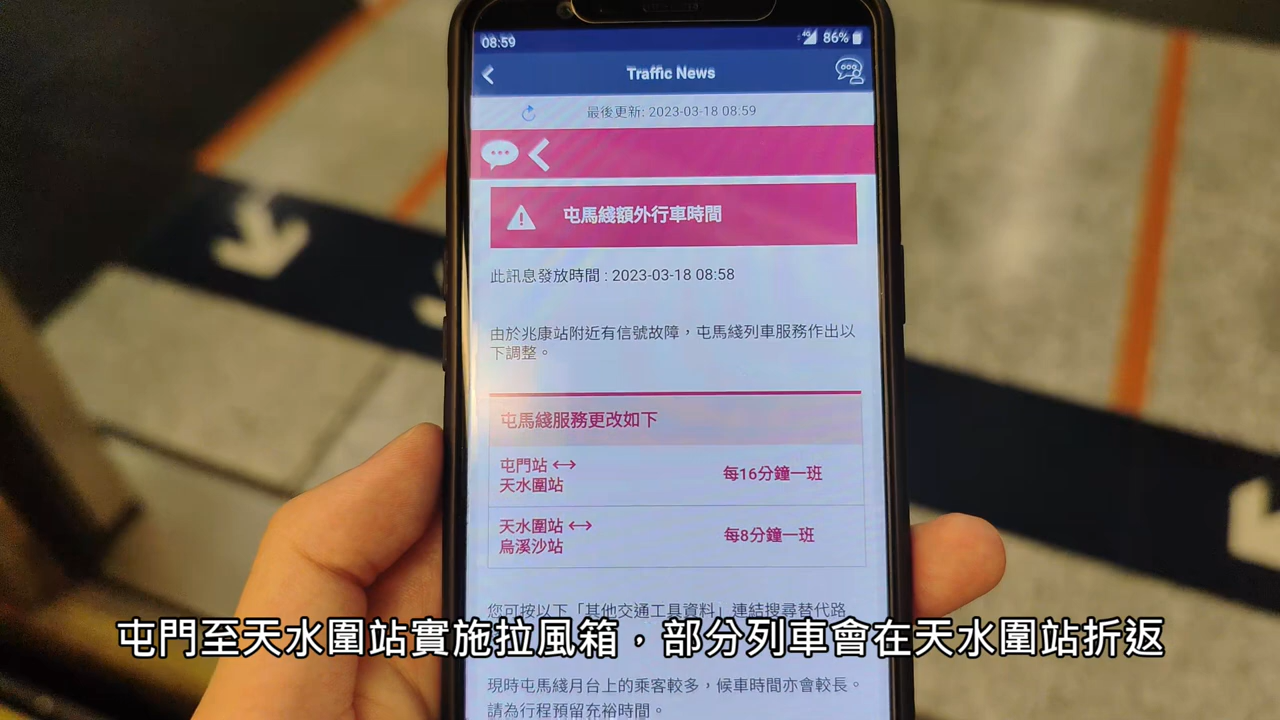 08:59
4G 86%
Traffic News
最後更新: 2023-03-18 08:59
屯馬綫額外行車時間
此訊息發放時間 : 2023-03-18 08:58
由於兆康站附近有信號故障，屯馬綫列車服務作出以
下調整。
屯馬綫服務更改如下
屯門站 ↔
天水圍站
每16分鐘一班
天水圍站 ↔
烏溪沙站
每8分鐘一班
您可按以下「其他交通工具資料」連結搜尋替代路
屯門至天水圍站實施拉風箱，部分列車會在天水圍站折返
現時屯馬綫月台上的乘客較多，候車時間亦會較長。
請為行程預留充裕時間。